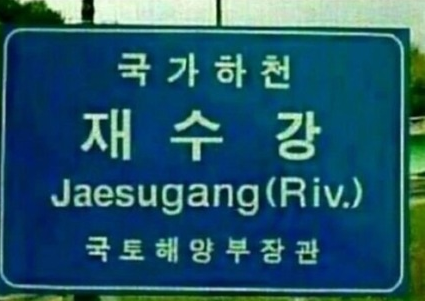 국가하천
재수강
Jaesugang(Riv.)
국토해양부장관